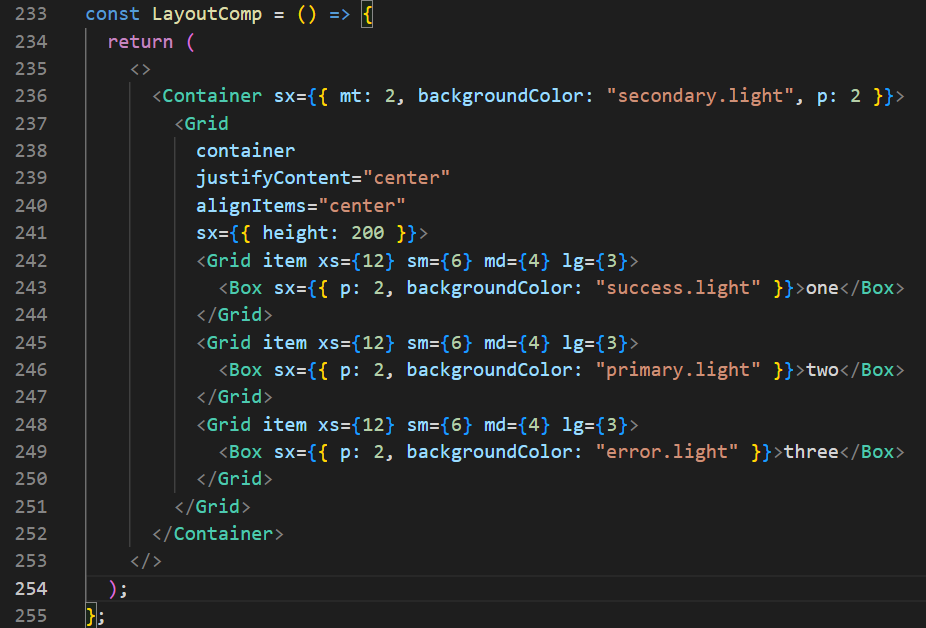 233 const LayoutComp = () => {
234   return (
235     <>
236       <Container sx={{ mt: 2, backgroundColor: "secondary.light", p: 2 }}>
237         <Grid
238           container
239           justifyContent="center"
240           alignItems="center"
241           sx={{ height: 200 }}>
242           <Grid item xs={12} sm={6} md={4} lg={3}>
243             <Box sx={{ p: 2, backgroundColor: "success.light" }}>one</Box>
244           </Grid>
245           <Grid item xs={12} sm={6} md={4} lg={3}>
246             <Box sx={{ p: 2, backgroundColor: "primary.light" }}>two</Box>
247           </Grid>
248           <Grid item xs={12} sm={6} md={4} lg={3}>
249             <Box sx={{ p: 2, backgroundColor: "error.light" }}>three</Box>
250           </Grid>
251         </Grid>
252       </Container>
253     </>
254   );
255 };